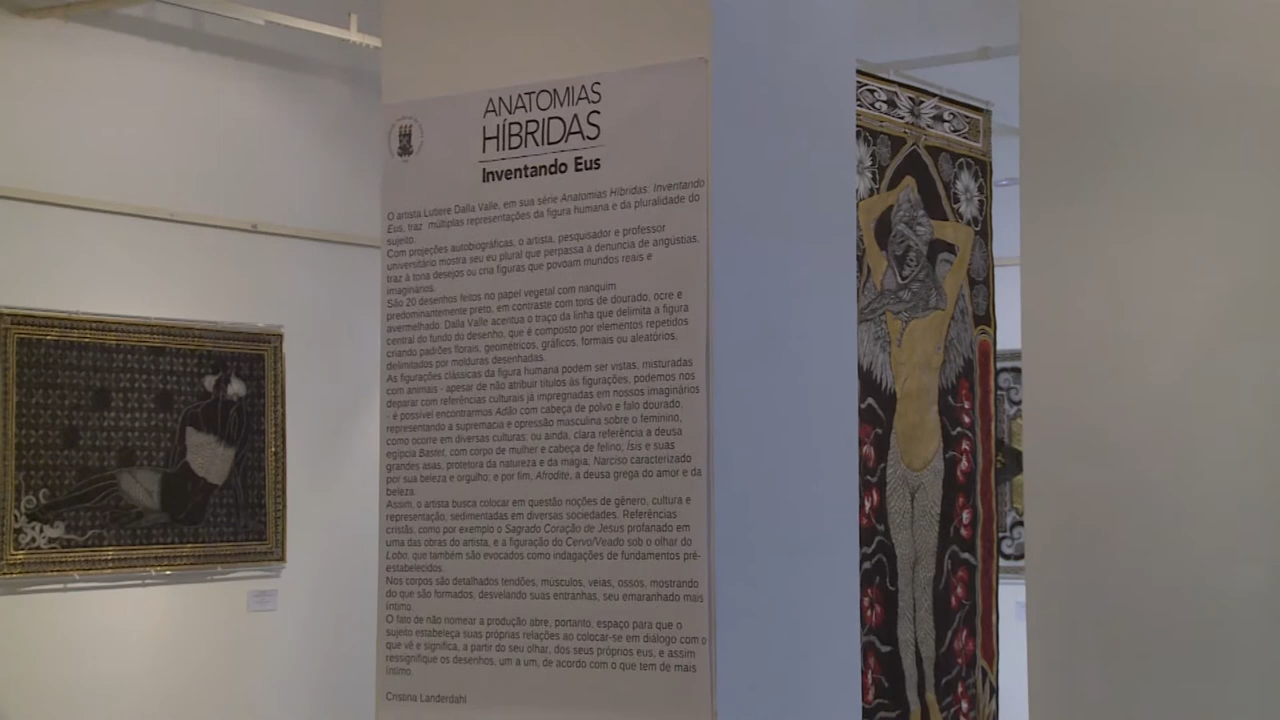 ANATOMIAS
HÍBRIDAS
Inventando Eus
O artista Lutiere Dalla Valle, em sua série Anatomias Híbridas: Inventando
Eus, traz múltiplas representações da figura humana e da pluralidade do
sujeito.
Com projeções autobiográficas, o artista, pesquisador e professor
universitário mostra seu eu plural que perpassa a denuncia de angústias,
traz à tona desejos ou cria figuras que povoam mundos reais e
imaginários.
São 20 desenhos feitos no papel vegetal com nanquim
predominantemente preto, em contraste com tons de dourado, ocre e
avermelhado. Dalla Valle acentua o traço da linha que delimita a figura
central do fundo do desenho, que é composto por elementos repetidos
criando padrões florais, geométricos, gráficos, formais ou aleatórios,
delimitados por molduras desenhadas.
As figurações clássicas da figura humana podem ser vistas, misturadas
com animais - apesar de não atribuir títulos às figurações, podemos nos
deparar com referências culturais já impregnadas em nossos imaginários
- é possível encontrarmos Adão com cabeça de polvo e falo dourado,
representando a supremacia e opressão masculina sobre o feminino,
como ocorre em diversas culturas; ou ainda, clara referência a deusa
egípcia Bastet, com corpo de mulher e cabeça de felino; Ísis e suas
grandes asas, protetora da natureza e da magia; Narciso caracterizado
por sua beleza e orgulho; e por fim, Afrodite, a deusa grega do amor e da
beleza.
Assim, o artista busca colocar em questão noções de gênero, cultura e
representação, sedimentadas em diversas sociedades. Referências
cristãs, como por exemplo o Sagrado Coração de Jesus profanado em
uma das obras do artista, e a figuração do Cervo/Veado sob o olhar do
Lobo, que também são evocados como indagações de fundamentos pré-
estabelecidos.
Nos corpos são detalhados tendões, músculos, veias, ossos, mostrando
do que são formados, desvelando suas entranhas, seu emaranhado mais
íntimo.
O fato de não nomear a produção abre, portanto, espaço para que o
sujeito estabeleça suas próprias relações ao colocar-se em diálogo com o
que vê e significa, a partir do seu olhar, dos seus próprios eus, e assim
ressignifique os desenhos, um a um, de acordo com o que tem de mais
íntimo.
Cristina Landerdahl